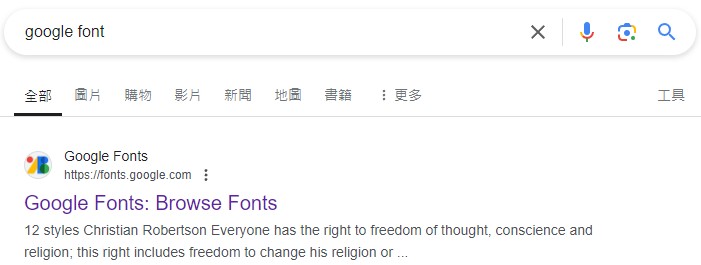 google font
全部 圖片 購物 影片 新聞 地圖 書籍 更多 工具
Google Fonts
https://fonts.google.com
Google Fonts: Browse Fonts
12 styles Christian Robertson Everyone has the right to freedom of thought, conscience and
religion; this right includes freedom to change his religion or ...